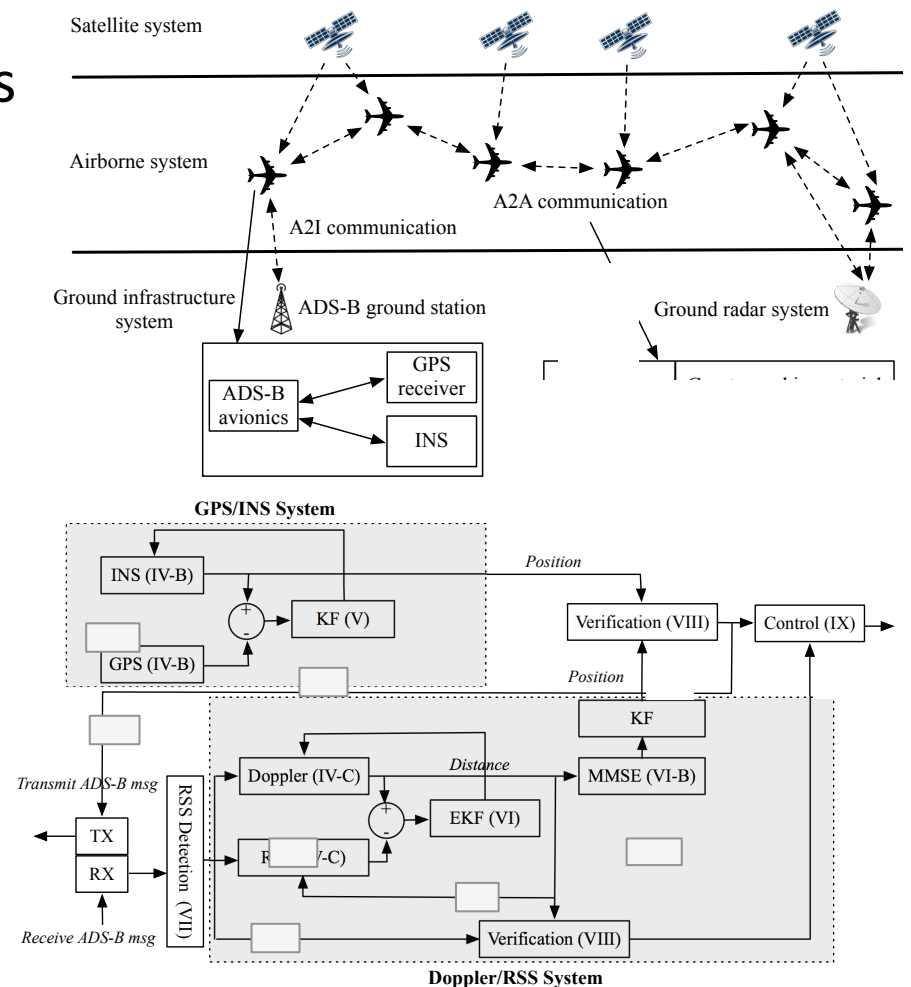 Satellite system
s
Airborne system
A2A communication
A2I communication
Ground infrastructure
system
ADS-B ground station
Ground radar system
GPS
receiver
ADS-B
avionics
INS
GPS/INS System
INS (IV-B)
Position
+
-
KF (V)
Verification (VIII)
Control (IX)
GPS (IV-B)
Position
KF
Transmit ADS-B msg
Doppler (IV-C)
Distance
MMSE (VI-B)
RSS Detection (VII)
+
-
EKF (VI)
TX
RX
V-C)
Receive ADS-B msg
Verification (VIII)
Doppler/RSS System